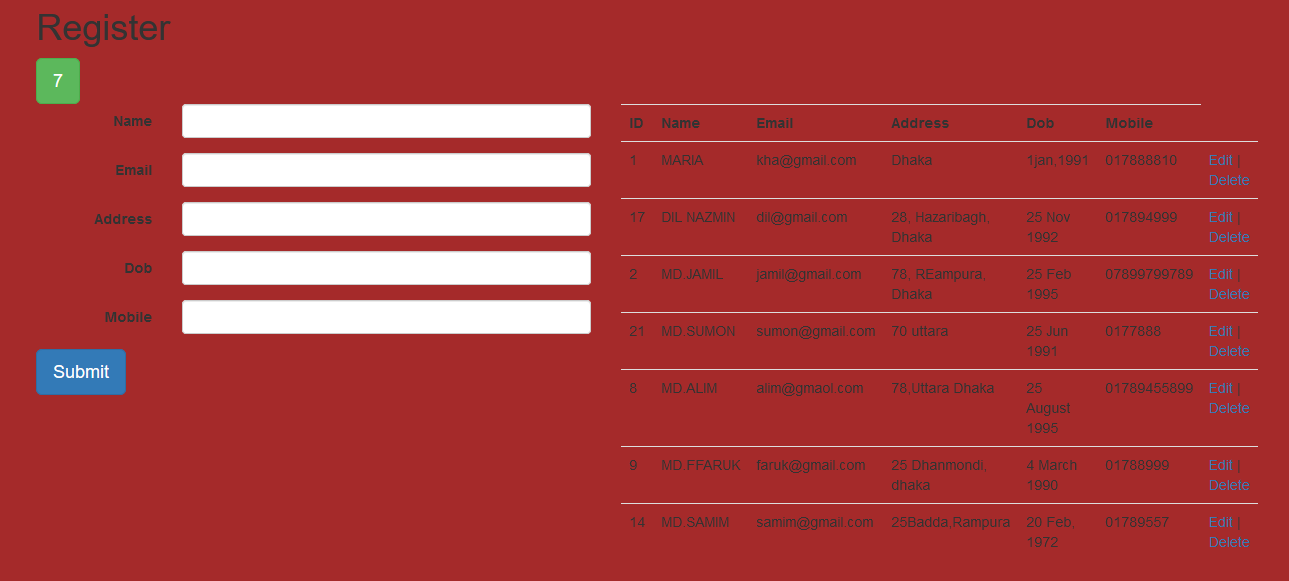 Register
7
Name
Email
Address
Dob
Mobile
Submit
ID Name Email Address Dob Mobile
1 MARIA kha@gmail.com Dhaka 1jan,1991 017888810 Edit |
Delete
17 DIL NAZMIN dil@gmail.com 28, Hazaribagh, 25 Nov 017894999 Edit |
Dhaka 1992 Delete
2 MD.JAMIL jamil@gmail.com 78, REampura, 25 Feb 07899799789 Edit |
Dhaka 1995 Delete
21 MD.SUMON sumon@gmail.com 70 uttara 25 Jun 0177888 Edit |
1991 Delete
8 MD.ALIM alim@gmaol.com 78,Uttara Dhaka 25 01789455899 Edit |
August Delete
1995
9 MD.FFARUK faruk@gmail.com 25 Dhanmondi, 4 March 01788999 Edit |
dhaka 1990 Delete
14 MD.SAMIM samim@gmail.com 25Badda,Rampura 20 Feb, 01789557 Edit |
1972 Delete